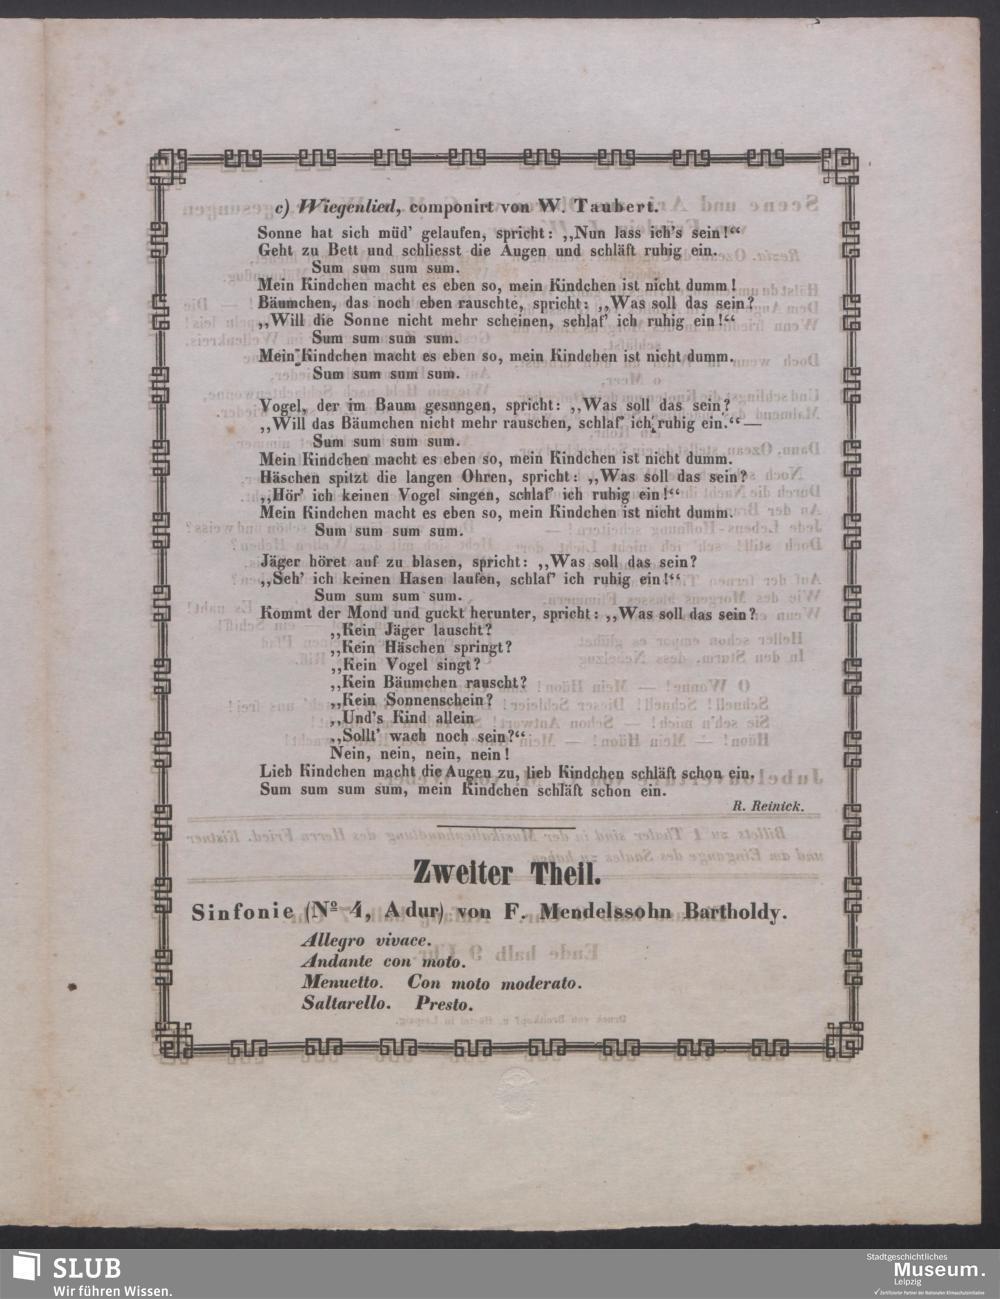 c) Wiegenlied, componirt von W. Taubert.
Sonne hat sich müd' gelaufen, spricht: ,,Nun lass ich's sein!“
Geht zu Bett und schliesst die Augen und schläft ruhig ein.
Sum sum sum sum.
Mein Kindchen macht es eben so, mein Kindchen ist nicht dumm!
Bäumchen, das noch eben rauschte, spricht: ,,Was soll das sein?
,,Will die Sonne nicht mehr scheinen, schlaf' ich ruhig ein!“
Sum sum sum sum.
Mein Kindchen macht es eben so, mein Kindchen ist nicht dumm.
Sum sum sum sum.
Vogel, der im Baum gesungen, spricht: ,,Was soll das sein?
,,Will das Bäumchen nicht mehr rauschen, schlaf' ich ruhig ein.“—
Sum sum sum sum.
Mein Kindchen macht es eben so, mein Kindchen ist nicht dumm.
Häschen spitzt die langen Ohren, spricht: ,,Was soll das sein?
,,Hör' ich keinen Vogel singen, schlaf' ich ruhig ein!“
Mein Kindchen macht es eben so, mein Kindchen ist nicht dumm.
Sum sum sum sum.
Jäger höret auf zu blasen, spricht: ,,Was soll das sein?
,,Seh' ich keinen Hasen laufen, schlaf' ich ruhig ein!“
Sum sum sum sum.
Kommt der Mond und guckt herunter, spricht: ,,Was soll das sein?
,,Kein Jäger lauscht?
,,Kein Häschen springt?
,,Kein Vogel singt?
,,Kein Bäumchen rauscht?
,,Kein Sonnenschein?
,,Und's Kind allein
,,Sollt' wach noch sein?“
Nein, nein, nein, nein!
Lieb Kindchen macht die Augen zu, lieb Kindchen schläft schon ein.
Sum sum sum sum, mein Kindchen schläft schon ein.
R. Reinick.
Zweiter Theil.
Sinfonie (Nº 4, A dur) von F. Mendelssohn Bartholdy.
Allegro vivace.
Andante con moto.
Menuetto. Con moto moderato.
Saltarello. Presto.
SLUB
Wir führen Wissen.
Stadtgeschichtliches
Museum.
Leipzig
Zertifizierter Partner der Nationalen Klimaschutzinitiative